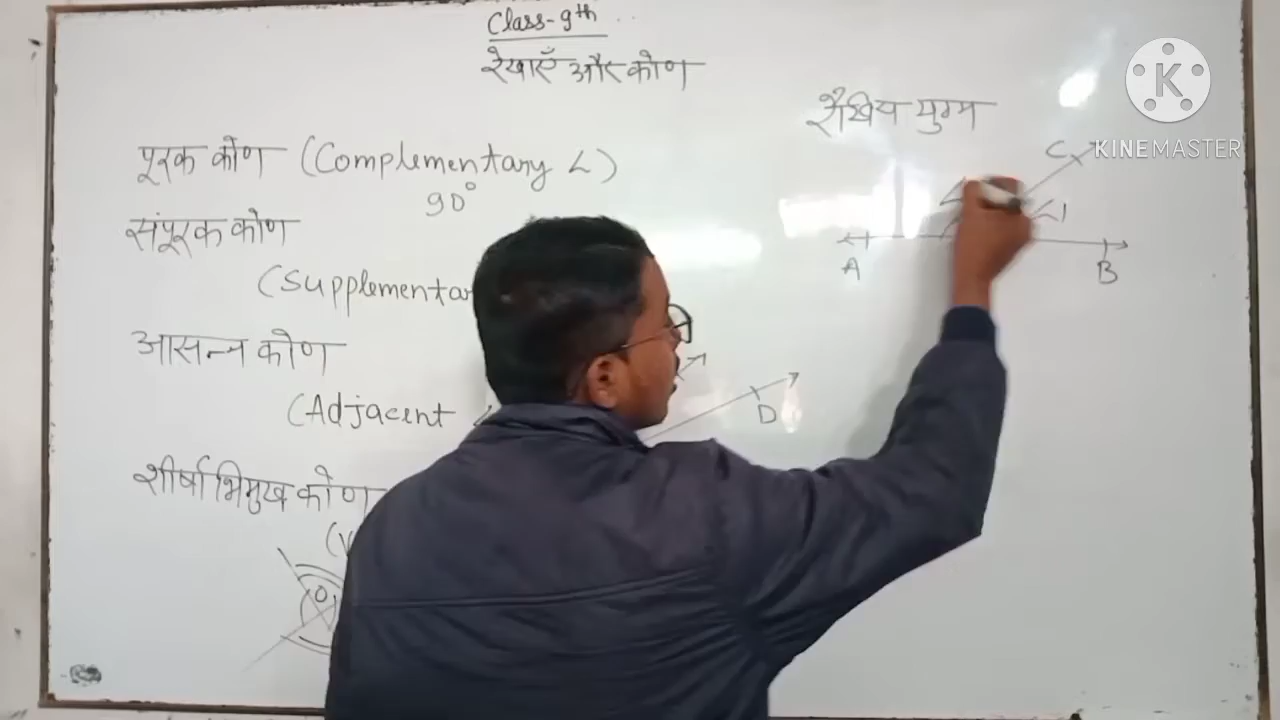 Class-9th
रेखाएँ और कोण
पूरक कोण (Complementary ∠)
90°
संपूरक कोण
(Supplementar
आसन्न कोण
(Adjacent
शीर्षाभिमुख कोण
(V
O
D
रैखिय युग्म
C
∠1
A
B
K
KINEMASTER